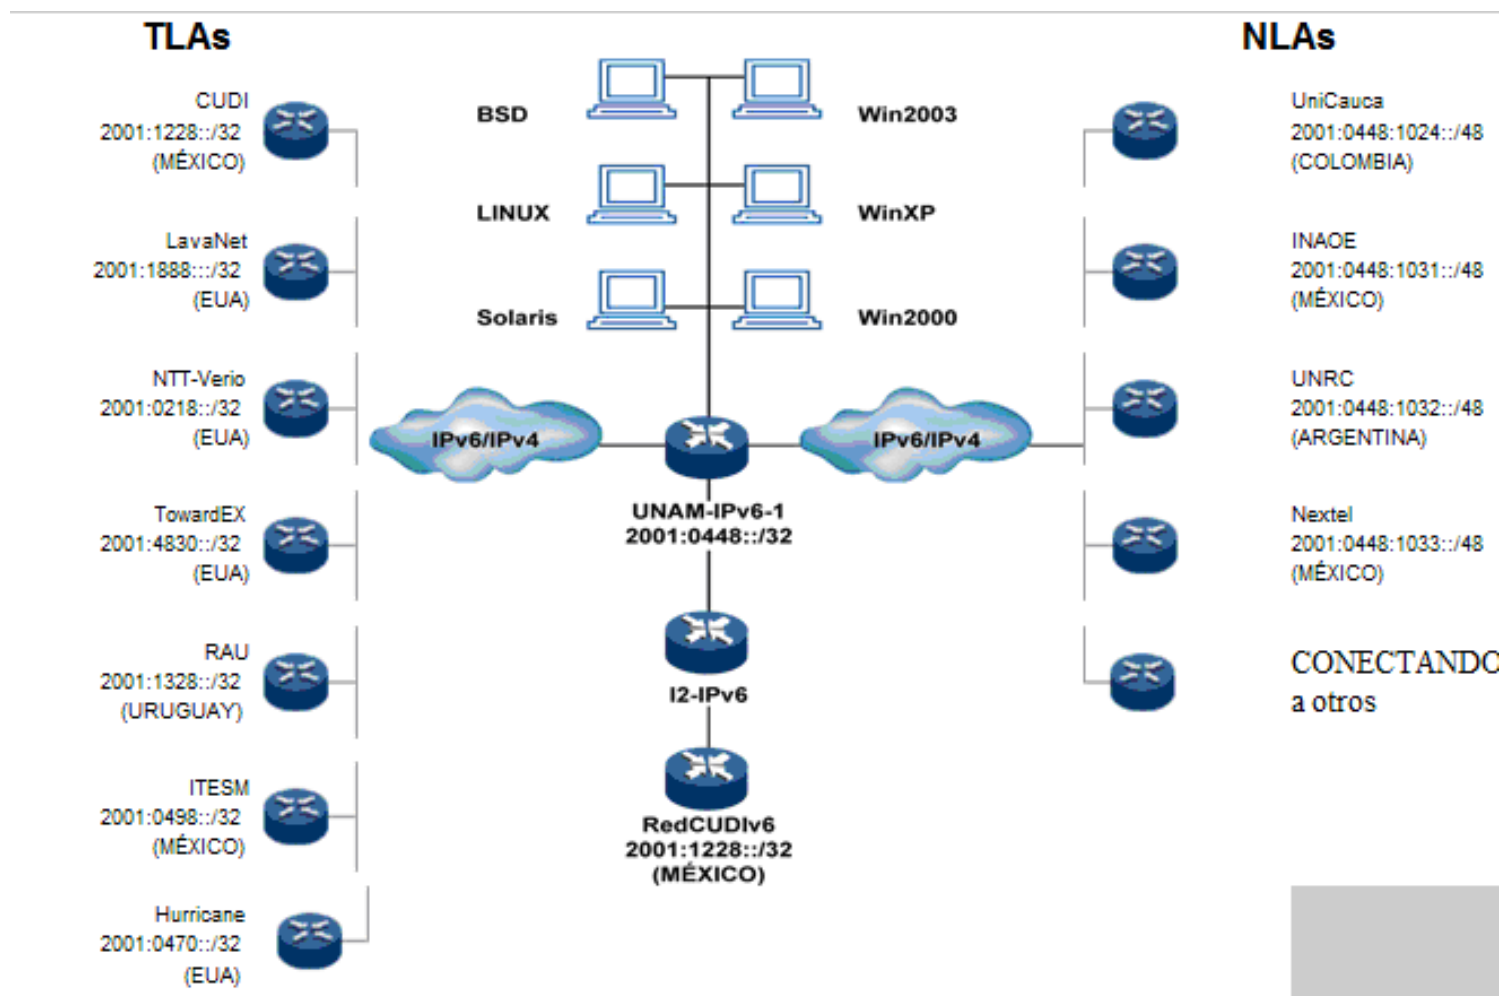 TLAs
CUDI
2001:1228::/32
(MÉXICO)
LavaNet
2001:1888:::/32
(EUA)
NTT-Verio
2001:0218::/32
(EUA)
TowardEX
2001:4830::/32
(EUA)
RAU
2001:1328::/32
(URUGUAY)
ITESM
2001:0498::/32
(MÉXICO)
Hurricane
2001:0470::/32
(EUA)
BSD
Win2003
LINUX
WinXP
Solaris
Win2000
IPv6/IPv4
IPv6/IPv4
UNAM-IPv6-1
2001:0448::/32
I2-IPv6
RedCUDIv6
2001:1228::/32
(MÉXICO)
NLAs
UniCauca
2001:0448:1024::/48
(COLOMBIA)
INAOE
2001:0448:1031::/48
(MÉXICO)
UNRC
2001:0448:1032::/48
(ARGENTINA)
Nextel
2001:0448:1033::/48
(MÉXICO)
CONECTANDO
a otros